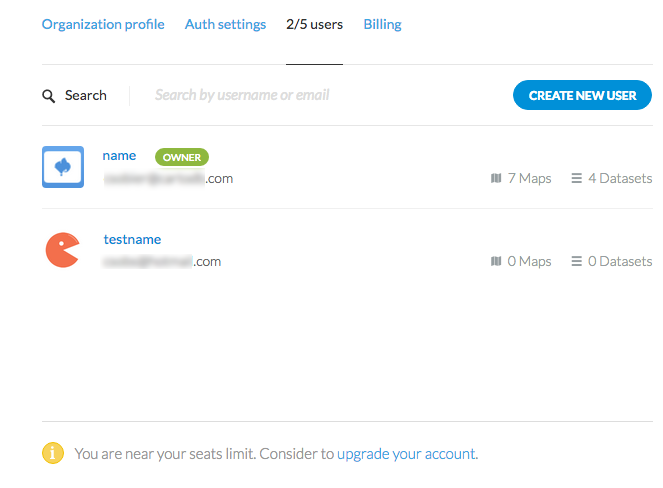 Organization profile Auth settings 2/5 users Billing
Search Search by username or email CREATE NEW USER
name OWNER
.com 7 Maps 4 Datasets
testname
.com 0 Maps 0 Datasets
You are near your seats limit. Consider to upgrade your account.